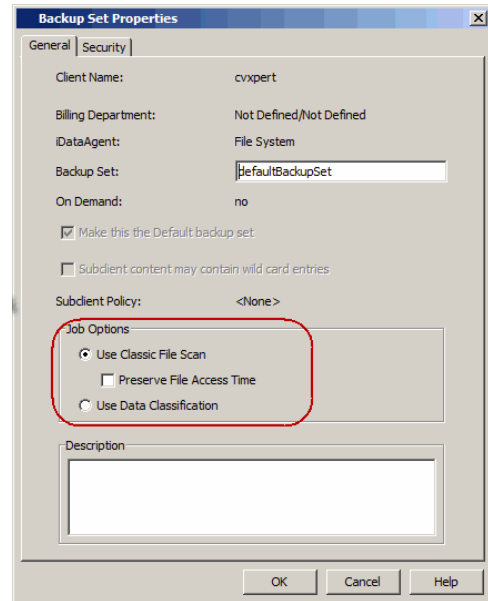 Backup Set Properties
General Security
Client Name: cvxpert
Billing Department: Not Defined/Not Defined
iDataAgent: File System
Backup Set: defaultBackupSet
On Demand: no
Make this the Default backup set
Subclient content may contain wild card entries
Subclient Policy: <None>
Job Options
Use Classic File Scan
Preserve File Access Time
Use Data Classification
Description
OK Cancel Help